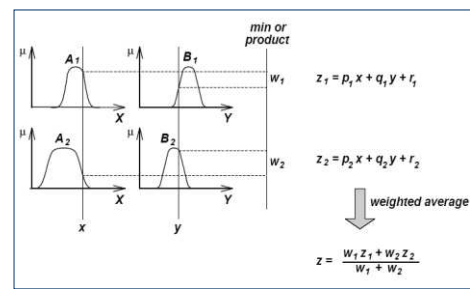 min or
product
μ A₁ μ B₁
w₁ z₁ = p₁ x + q₁ y + r₁
X Y
μ A₂ μ B₂
w₂ z₂ = p₂ x + q₂ y + r₂
X Y
weighted average
x y
z = w₁ z₁ + w₂ z₂
w₁ + w₂